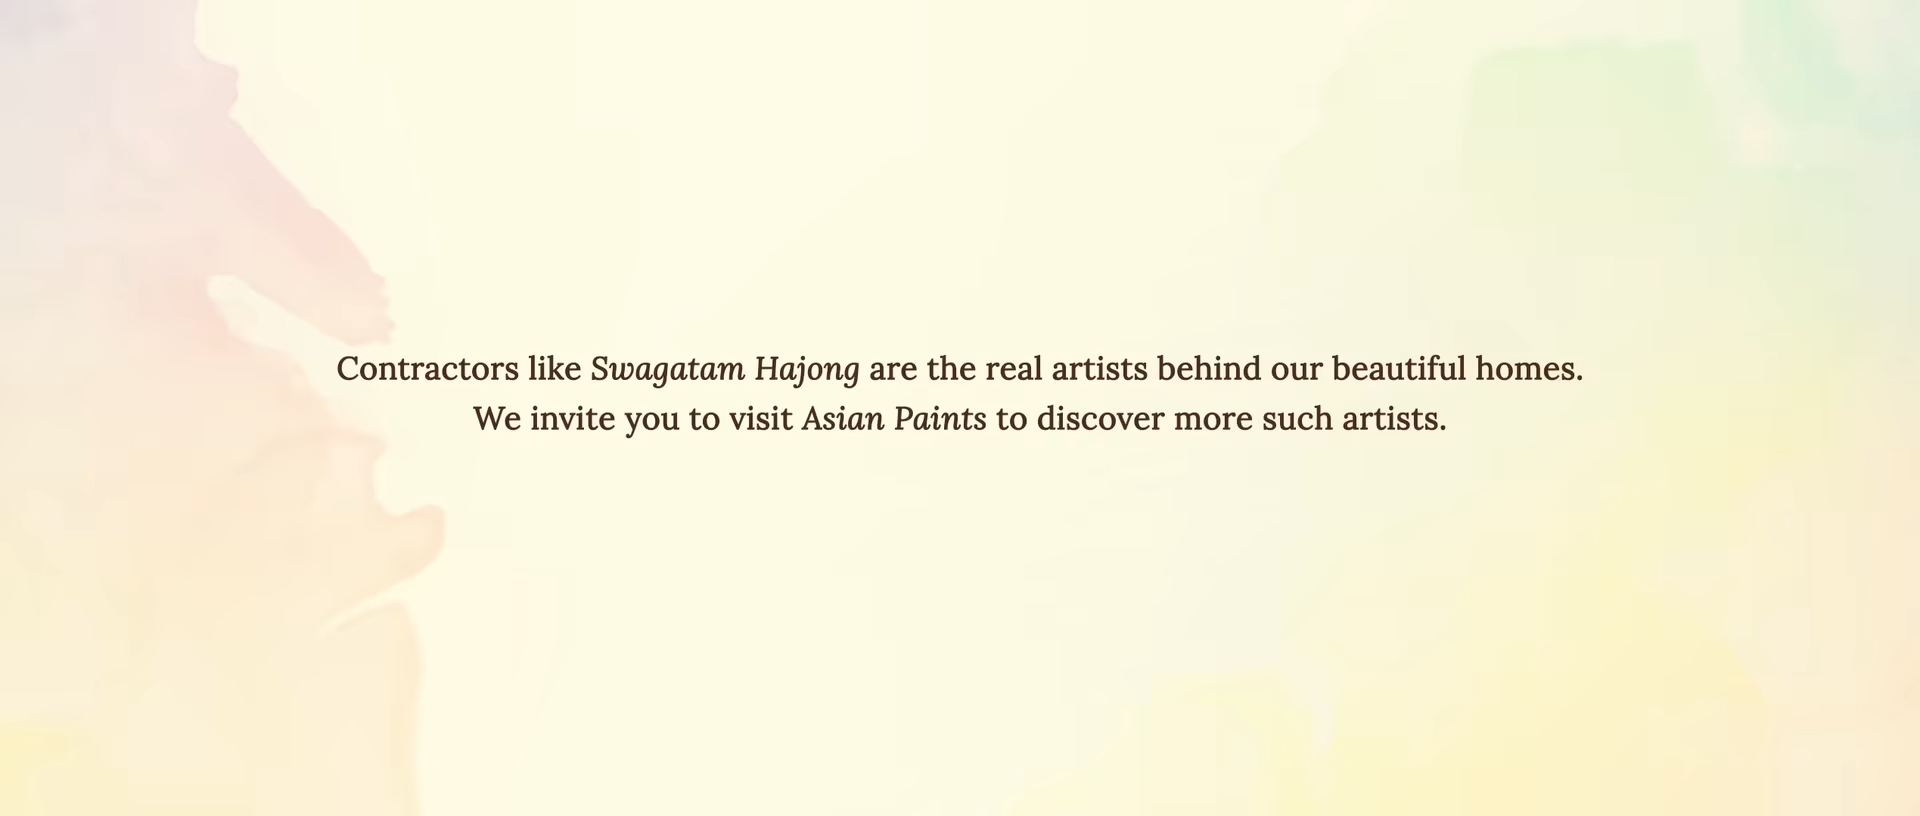 Contractors like Swagatam Hajong are the real artists behind our beautiful homes.
We invite you to visit Asian Paints to discover more such artists.